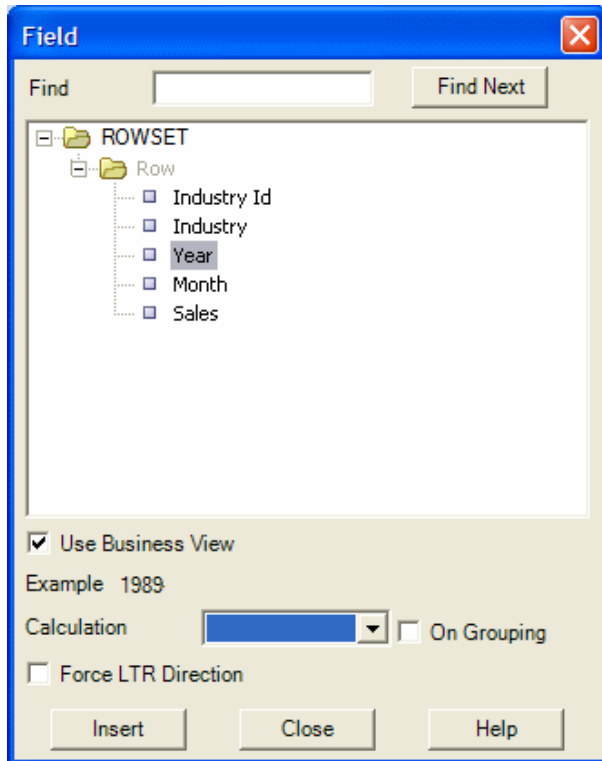 Field
Find Find Next
ROWSET
Row
Industry Id
Industry
Year
Month
Sales
Use Business View
Example 1989
Calculation On Grouping
Force LTR Direction
Insert Close Help